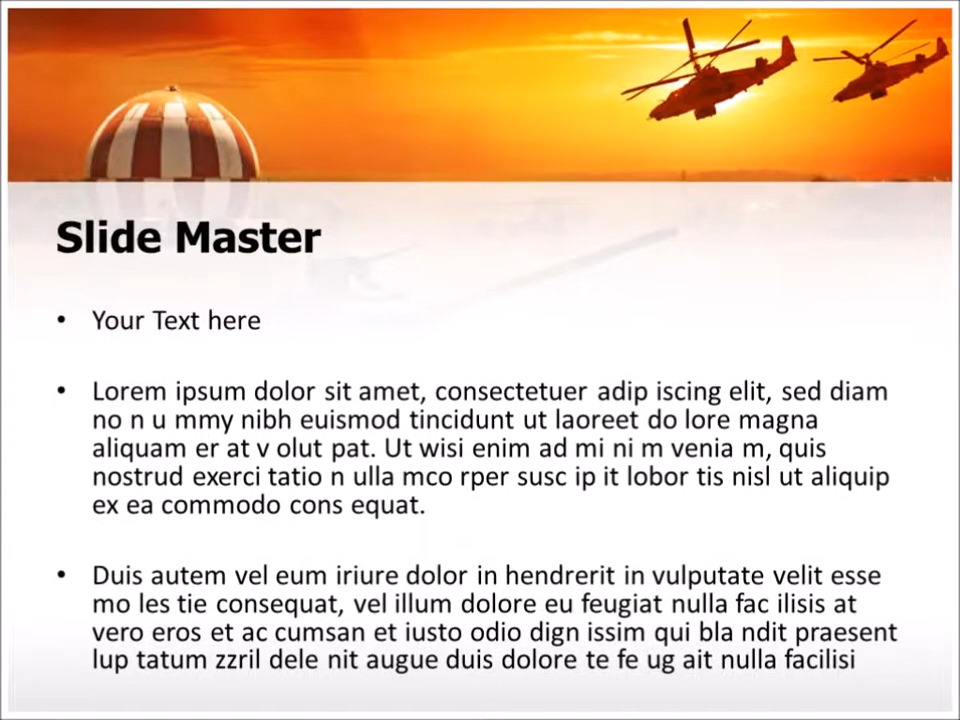 Slide Master
• Your Text here
• Lorem ipsum dolor sit amet, consectetuer adip iscing elit, sed diam
no n u mmy nibh euismod tincidunt ut laoreet do lore magna
aliquam er at v olut pat. Ut wisi enim ad mi ni m venia m, quis
nostrud exerci tatio n ulla mco rper susc ip it lobor tis nisl ut aliquip
ex ea commodo cons equat.
• Duis autem vel eum iriure dolor in hendrerit in vulputate velit esse
mo les tie consequat, vel illum dolore eu feugiat nulla fac ilisis at
vero eros et ac cumsan et iusto odio dign issim qui bla ndit praesent
lup tatum zzril dele nit augue duis dolore te fe ug ait nulla facilisi